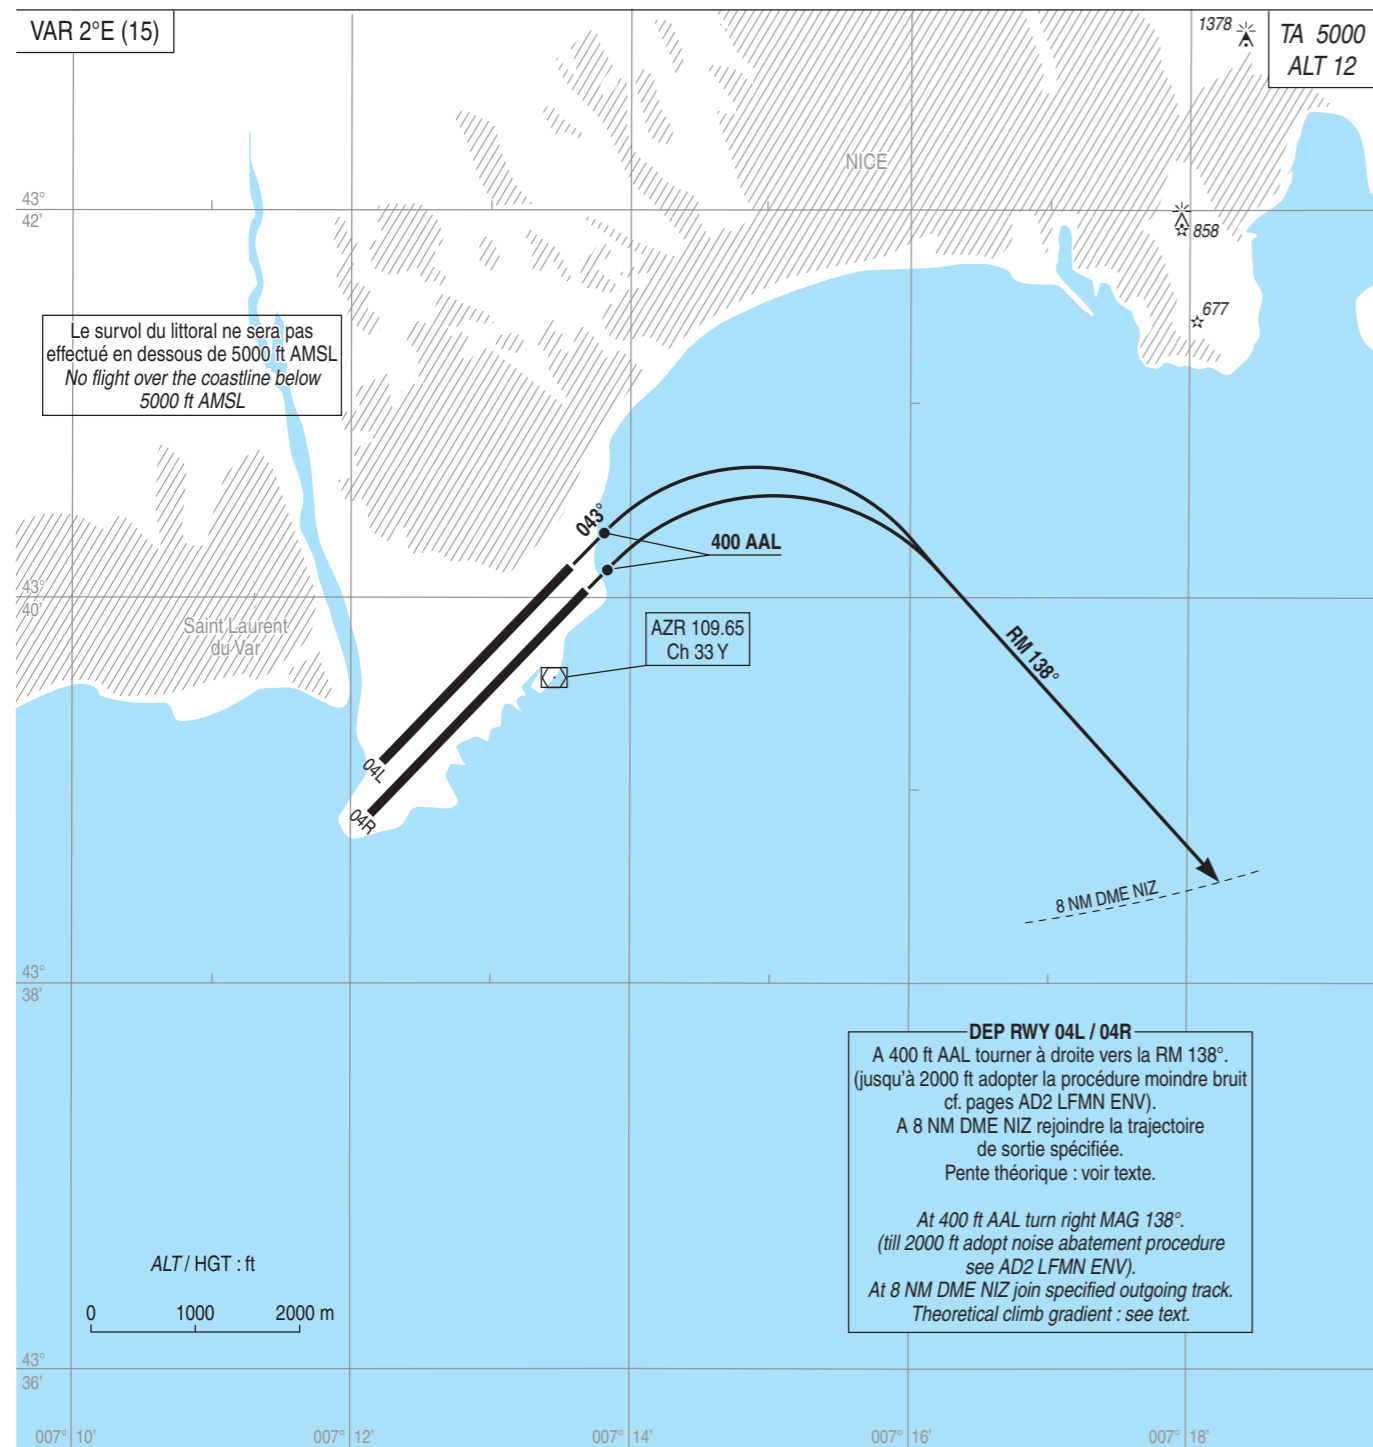 VAR 2°E (15)
1378
TA 5000
ALT 12
NICE
43°
42'
858
677
Le survol du littoral ne sera pas
effectué en dessous de 5000 ft AMSL
No flight over the coastline below
5000 ft AMSL
043°
400 AAL
43°
40'
Saint Laurent
du Var
AZR 109.65
Ch 33 Y
RM 138°
04L
04R
8 NM DME NIZ
43°
38'
DEP RWY 04L / 04R
A 400 ft AAL tourner à droite vers la RM 138°.
(jusqu'à 2000 ft adopter la procédure moindre bruit
cf. pages AD2 LFMN ENV).
A 8 NM DME NIZ rejoindre la trajectoire
de sortie spécifiée.
Pente théorique : voir texte.
At 400 ft AAL turn right MAG 138°.
(till 2000 ft adopt noise abatement procedure
see AD2 LFMN ENV).
At 8 NM DME NIZ join specified outgoing track.
Theoretical climb gradient : see text.
ALT / HGT : ft
0 1000 2000 m
43°
36'
007° 10' 007° 12' 007° 14' 007° 16' 007° 18'